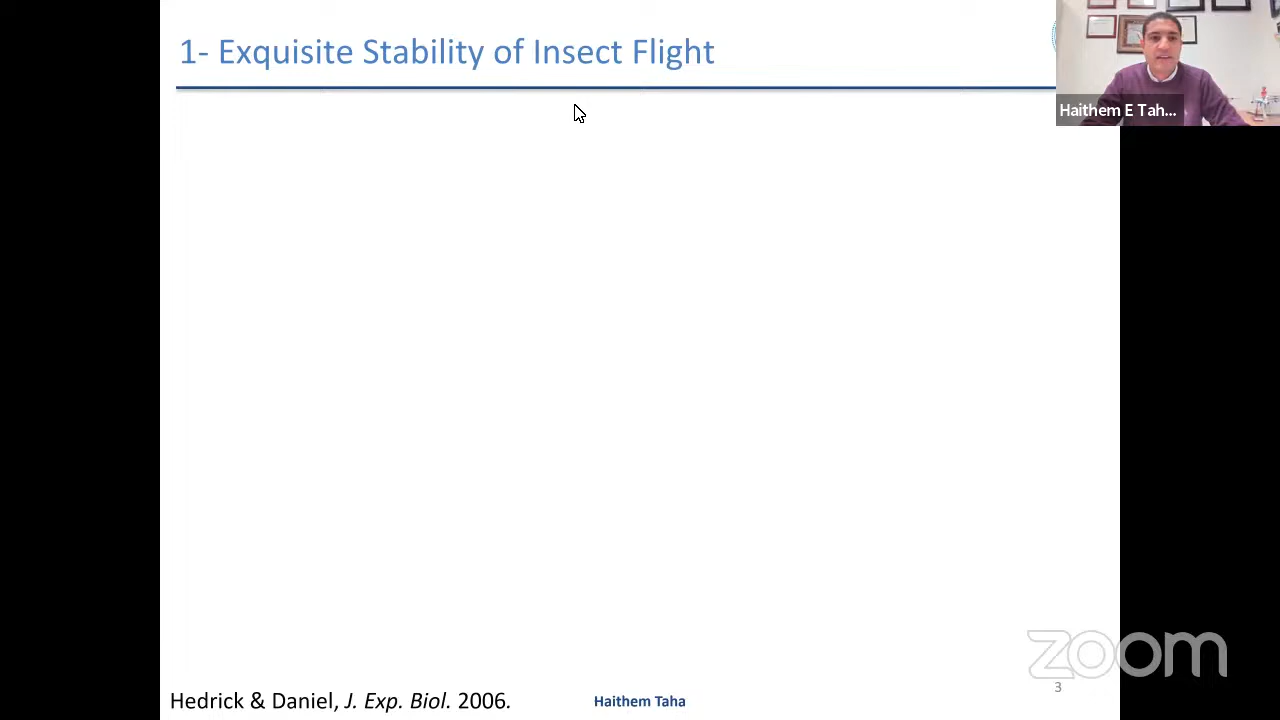 1- Exquisite Stability of Insect Flight
Haithem E Tah...
zoom
3
Hedrick & Daniel, J. Exp. Biol. 2006.
Haithem Taha